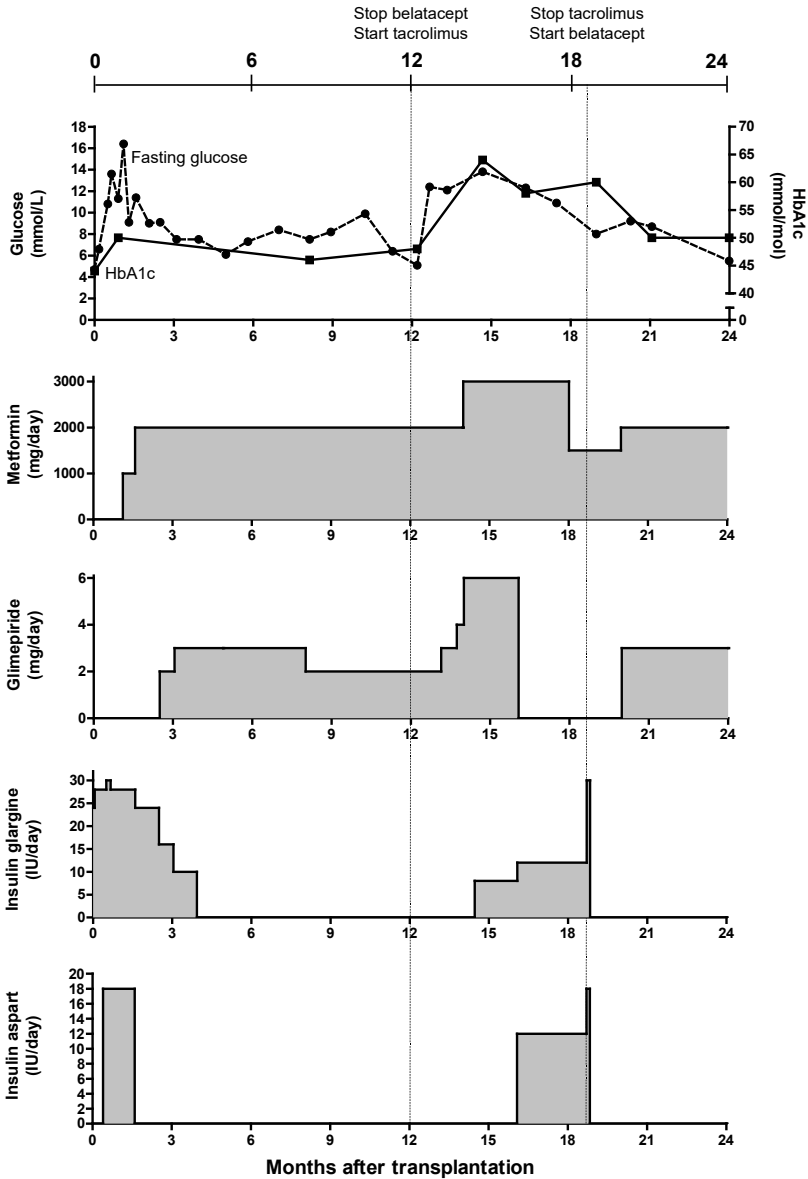 Stop belatacept
Start tacrolimus
Stop tacrolimus
Start belatacept
0 6 12 18 24
Glucose
(mmol/L)
18
16
14
12
10
8
6
4
2
0
Fasting glucose
HbA1c
70
65
60
55
50
45
40
0
HbA1c
(mmol/mol)
0 3 6 9 12 15 18 21 24
Metformin
(mg/day)
3000
2000
1000
0
0 3 6 9 12 15 18 21 24
Glimepiride
(mg/day)
6
4
2
0
0 3 6 9 12 15 18 21 24
Insulin glargine
(IU/day)
30
25
20
15
10
5
0
0 3 6 9 12 15 18 21 24
Insulin aspart
(IU/day)
20
18
16
14
12
10
8
6
4
2
0
0 3 6 9 12 15 18 21 24
Months after transplantation